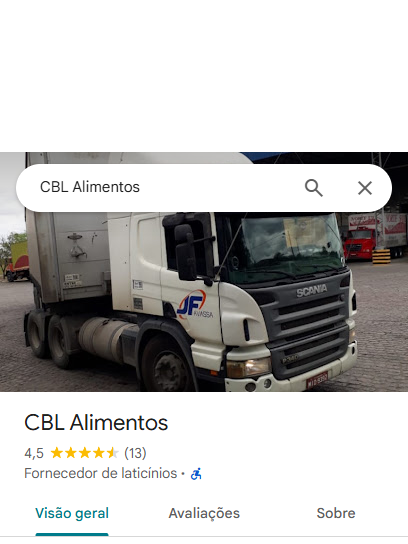 CBL Alimentos
SCANIA
JF
CBL Alimentos
4,5 (13)
Fornecedor de laticínios ·
Visão geral Avaliações Sobre